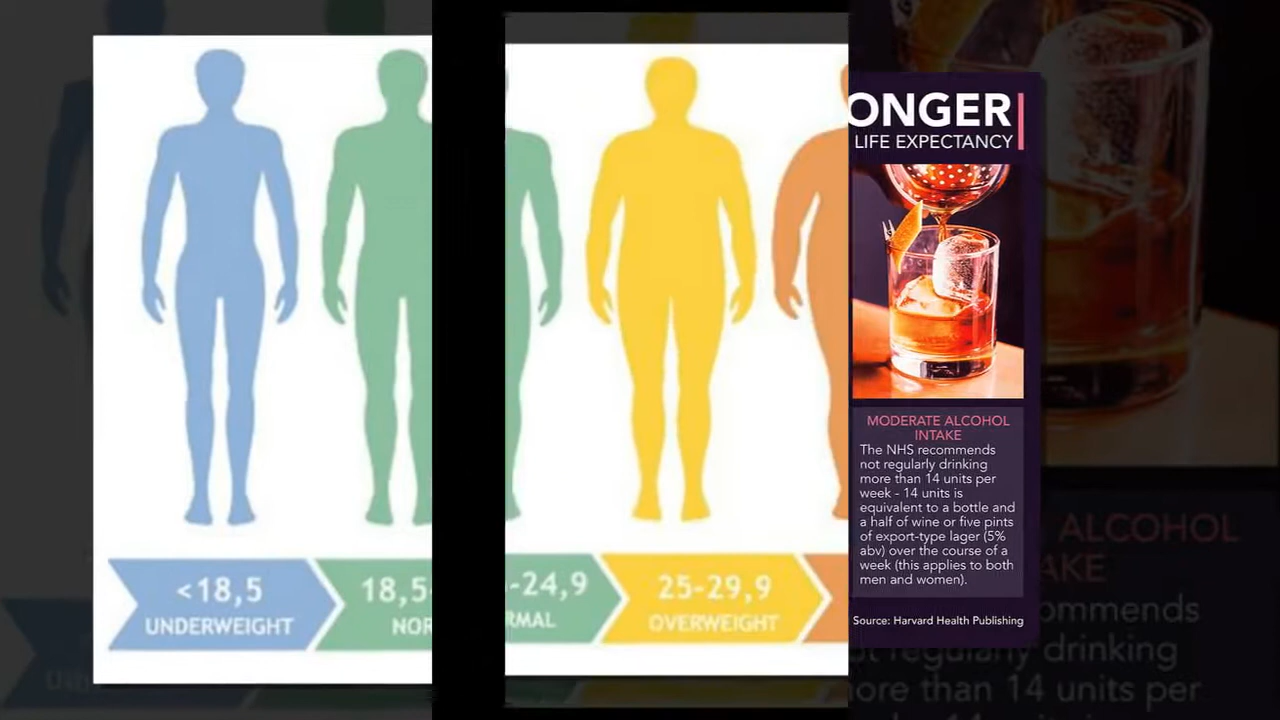 <18,5
UNDERWEIGHT
18,5-
NOR
-24,9
RMAL
25-29,9
OVERWEIGHT
ONGER
LIFE EXPECTANCY
MODERATE ALCOHOL
INTAKE
The NHS recommends
not regularly drinking
more than 14 units per
week - 14 units is
equivalent to a bottle and
a half of wine or five pints
of export-type lager (5%
abv) over the course of a
week (this applies to both
men and women).
Source: Harvard Health Publishing
ALCOHOL
AKE
ommends
ot regularly drinking
ore than 14 units per